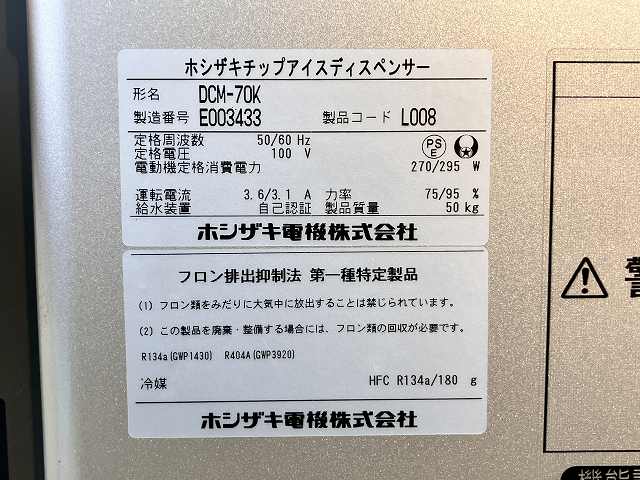 ホシザキチップアイスディスペンサー
形名 DCM-70K
製造番号 E003433 製品コード L008
定格周波数 50/60 Hz
定格電圧 100 V
PS E
電動機定格消費電力 270/295 W
運転電流 3.6/3.1 A 力率 75/95 %
給水装置 自己認証 製品質量 50 kg
ホシザキ電機株式会社
フロン排出抑制法 第一種特定製品
(1) フロン類をみだりに大気中に放出することは禁じられています。
(2) この製品を廃棄・整備する場合には、フロン類の回収が必要です。
R134a(GWP1430) R404A(GWP3920)
冷媒 HFC R134a/180 g
ホシザキ電機株式会社
警
機能